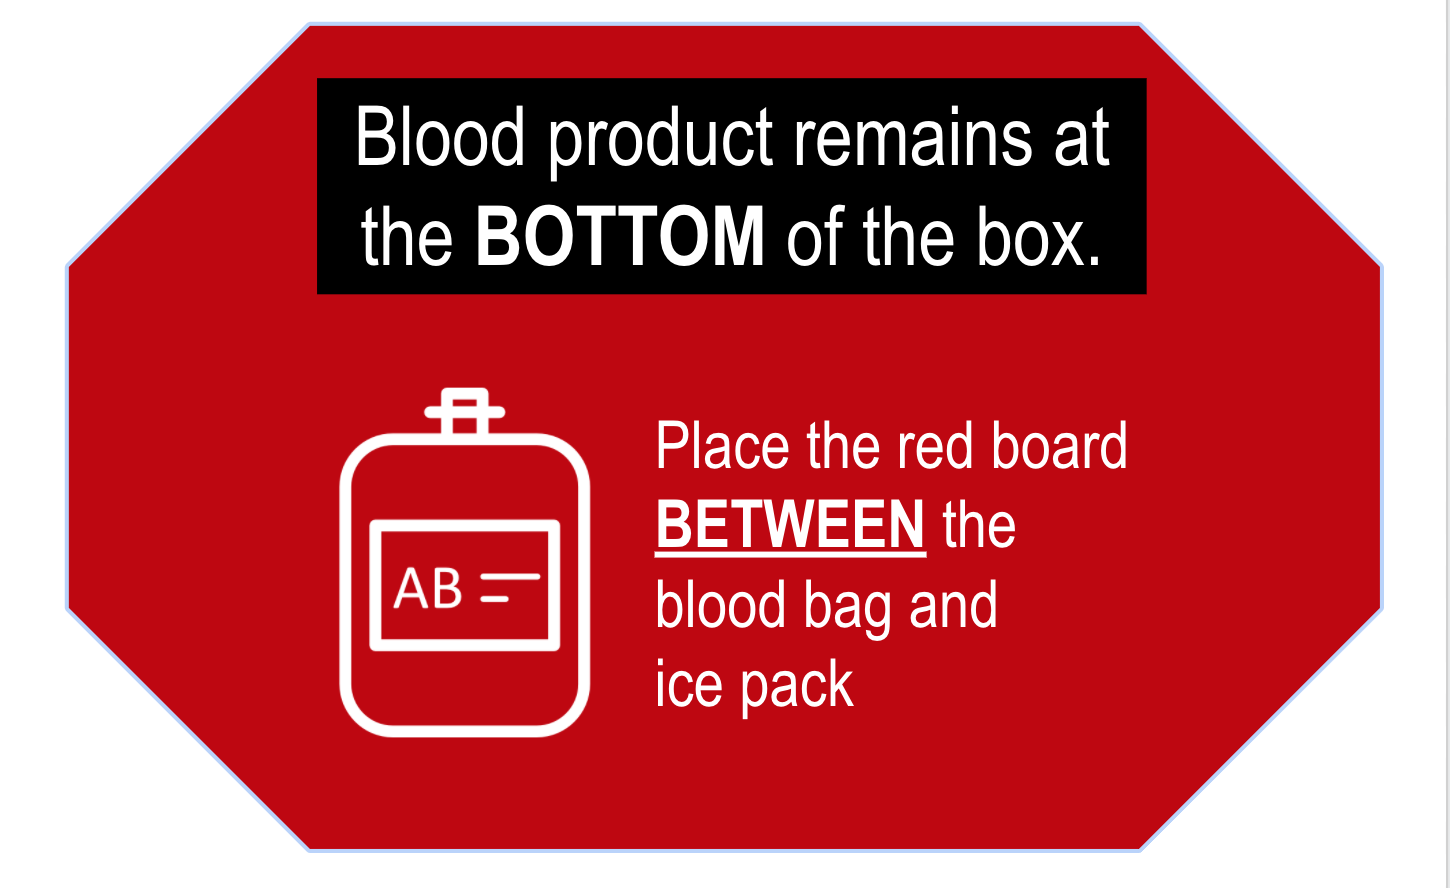 Blood product remains at
the BOTTOM of the box.
AB
Place the red board
BETWEEN the
blood bag and
ice pack